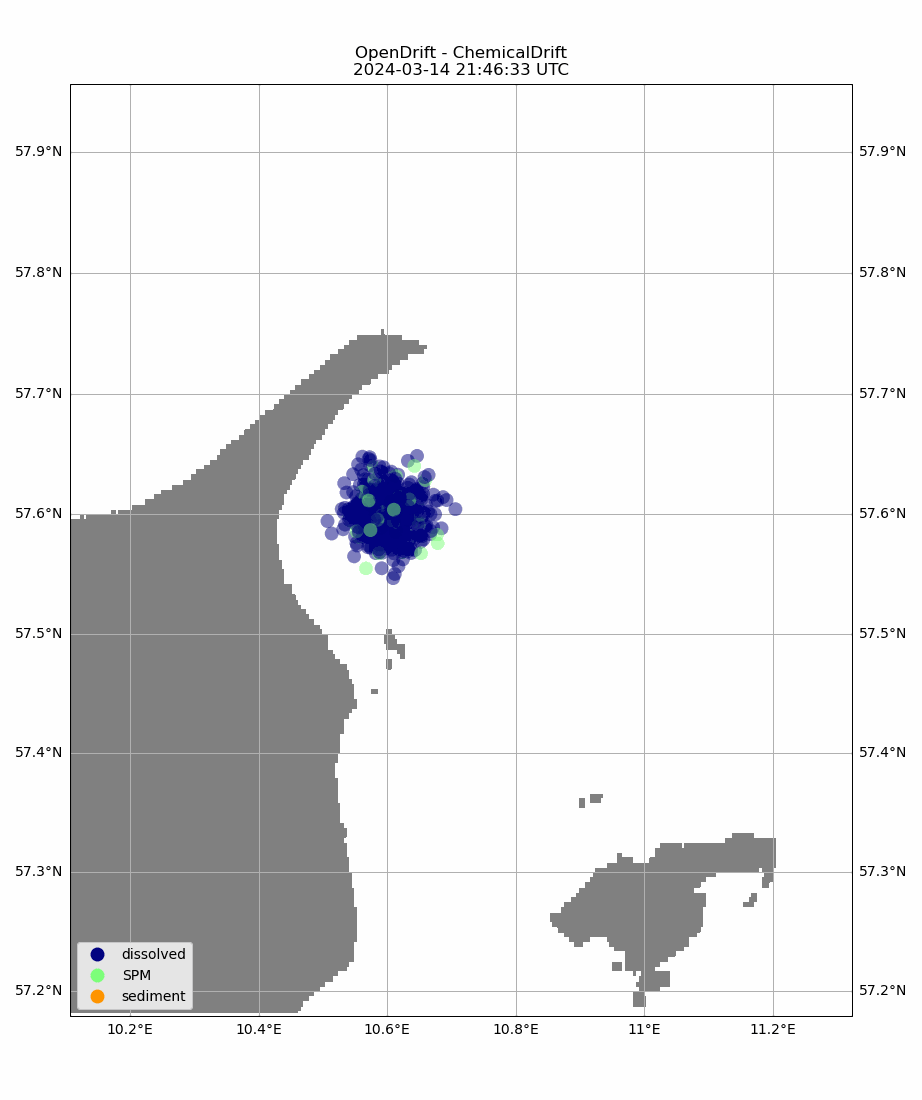 OpenDrift - ChemicalDrift
2024-03-14 21:46:33 UTC
57.9°N 57.9°N
57.8°N 57.8°N
57.7°N 57.7°N
57.6°N 57.6°N
57.5°N 57.5°N
57.4°N 57.4°N
57.3°N 57.3°N
57.2°N 57.2°N
dissolved
SPM
sediment
10.2°E 10.4°E 10.6°E 10.8°E 11°E 11.2°E